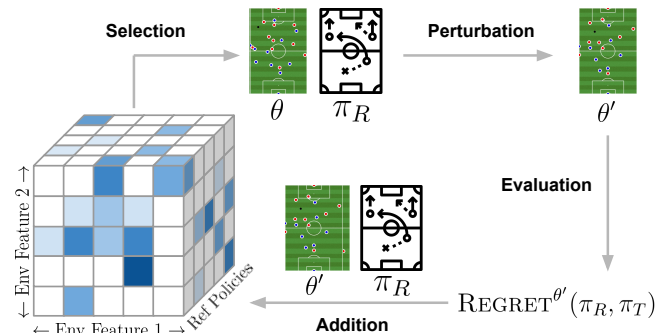 Selection
Perturbation
θ
π_R
θ′
Evaluation
← Env Feature 2 →
θ′
π_R
REGRET^θ′(π_R, π_T)
Ref Policies
← Env Feature 1 →
Addition